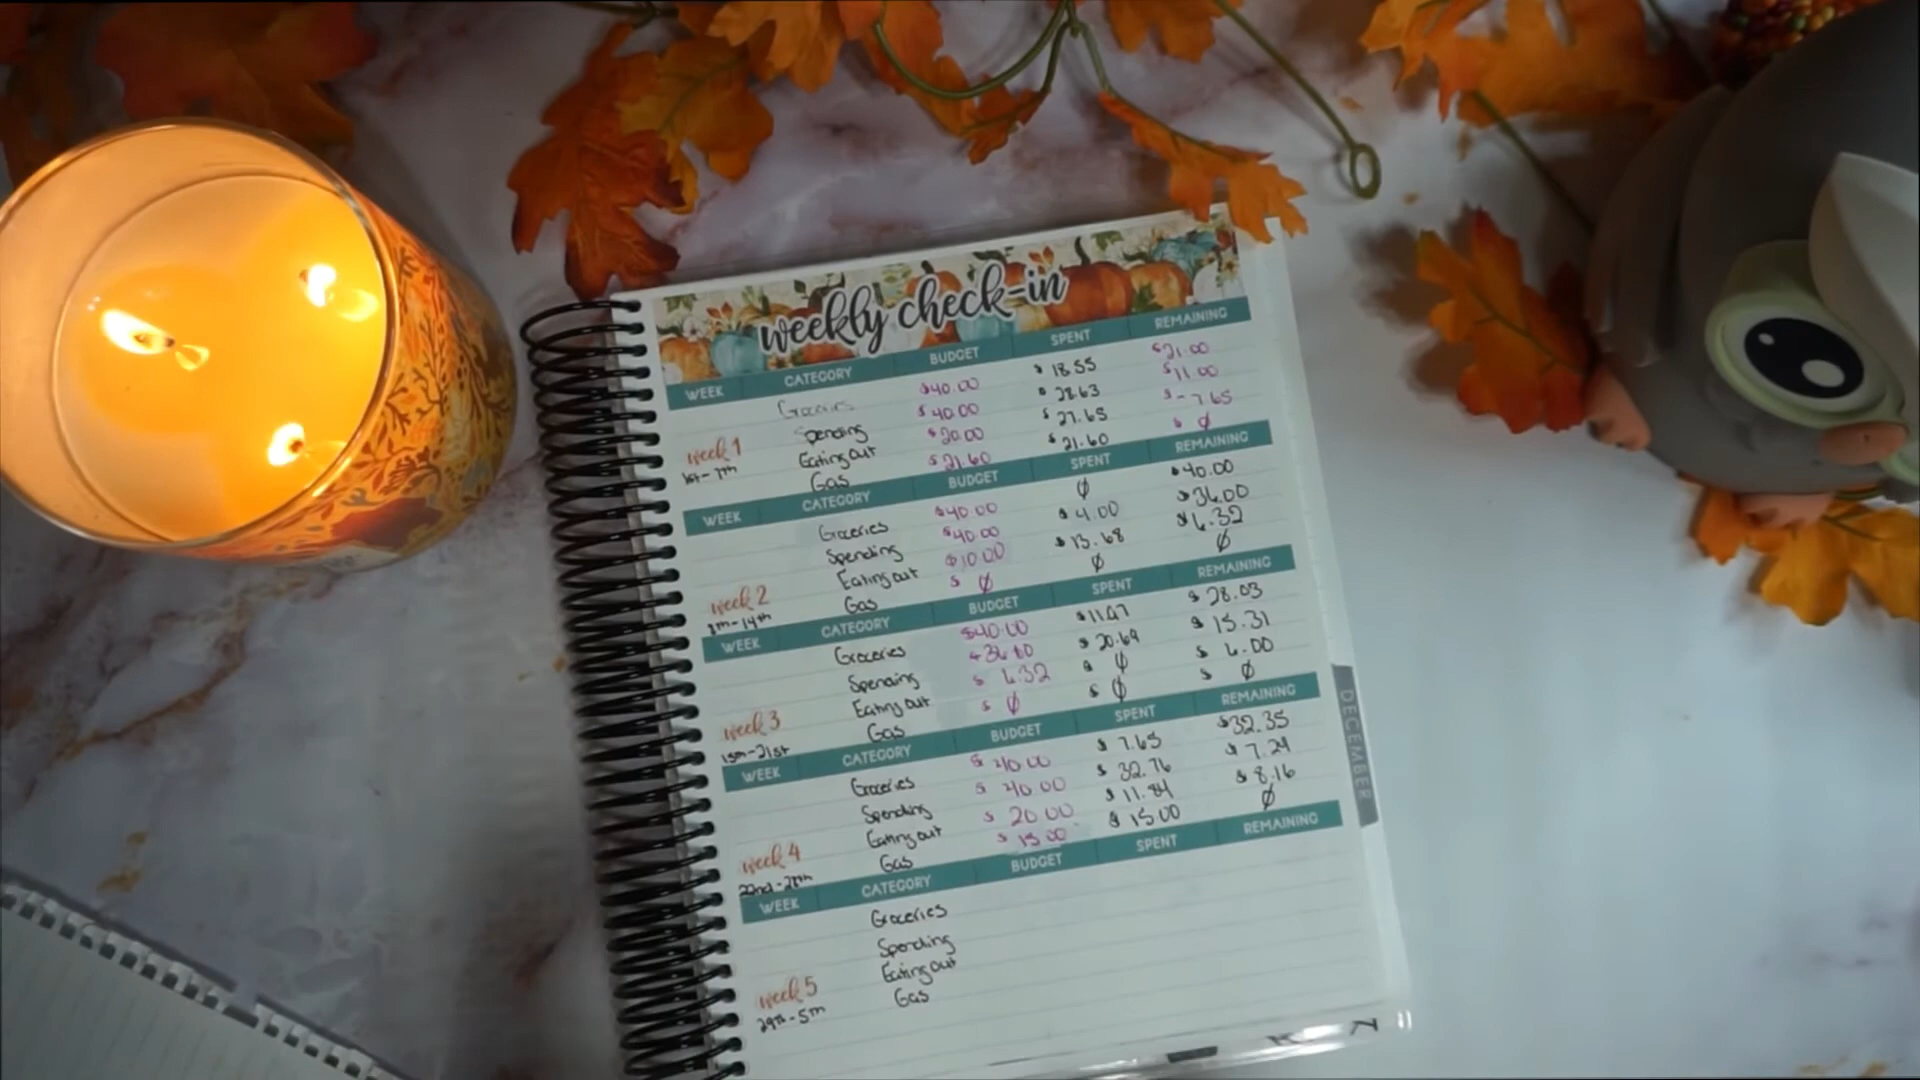 weekly check-in
WEEK CATEGORY BUDGET SPENT REMAINING
Groceries $40.00 $18.55 $21.00
Spending $40.00 $28.63 $11.00
week 1 Eating out $20.00 $27.65 $-7.65
1st-7th Gas $21.60 $21.60 $ Ø
WEEK CATEGORY BUDGET SPENT REMAINING
Groceries $40.00 Ø $40.00
Spending $40.00 $4.00 $36.00
week 2 Eating out $10.00 $13.68 $6.32
8th-14th Gas $ Ø Ø Ø
WEEK CATEGORY BUDGET SPENT REMAINING
Groceries $40.00 $11.97 $28.03
Spending $20.69 $15.31
week 3 Eating out $ 6.32 $ Ø $ 6.00
15th-21st Gas $ Ø $ Ø $ Ø
WEEK CATEGORY BUDGET SPENT REMAINING
Groceries $ 40.00 $ 7.65 $32.35
Spending $ 40.00 $ 32.76 $ 7.24
week 4 Eating out $ 20.00 $ 11.84 $ 8.16
22nd-28th Gas $ 15.00 $ 15.00 Ø
WEEK CATEGORY BUDGET SPENT REMAINING
Groceries
Spending
week 5 Eating out
29th-5th Gas
DECEMBER